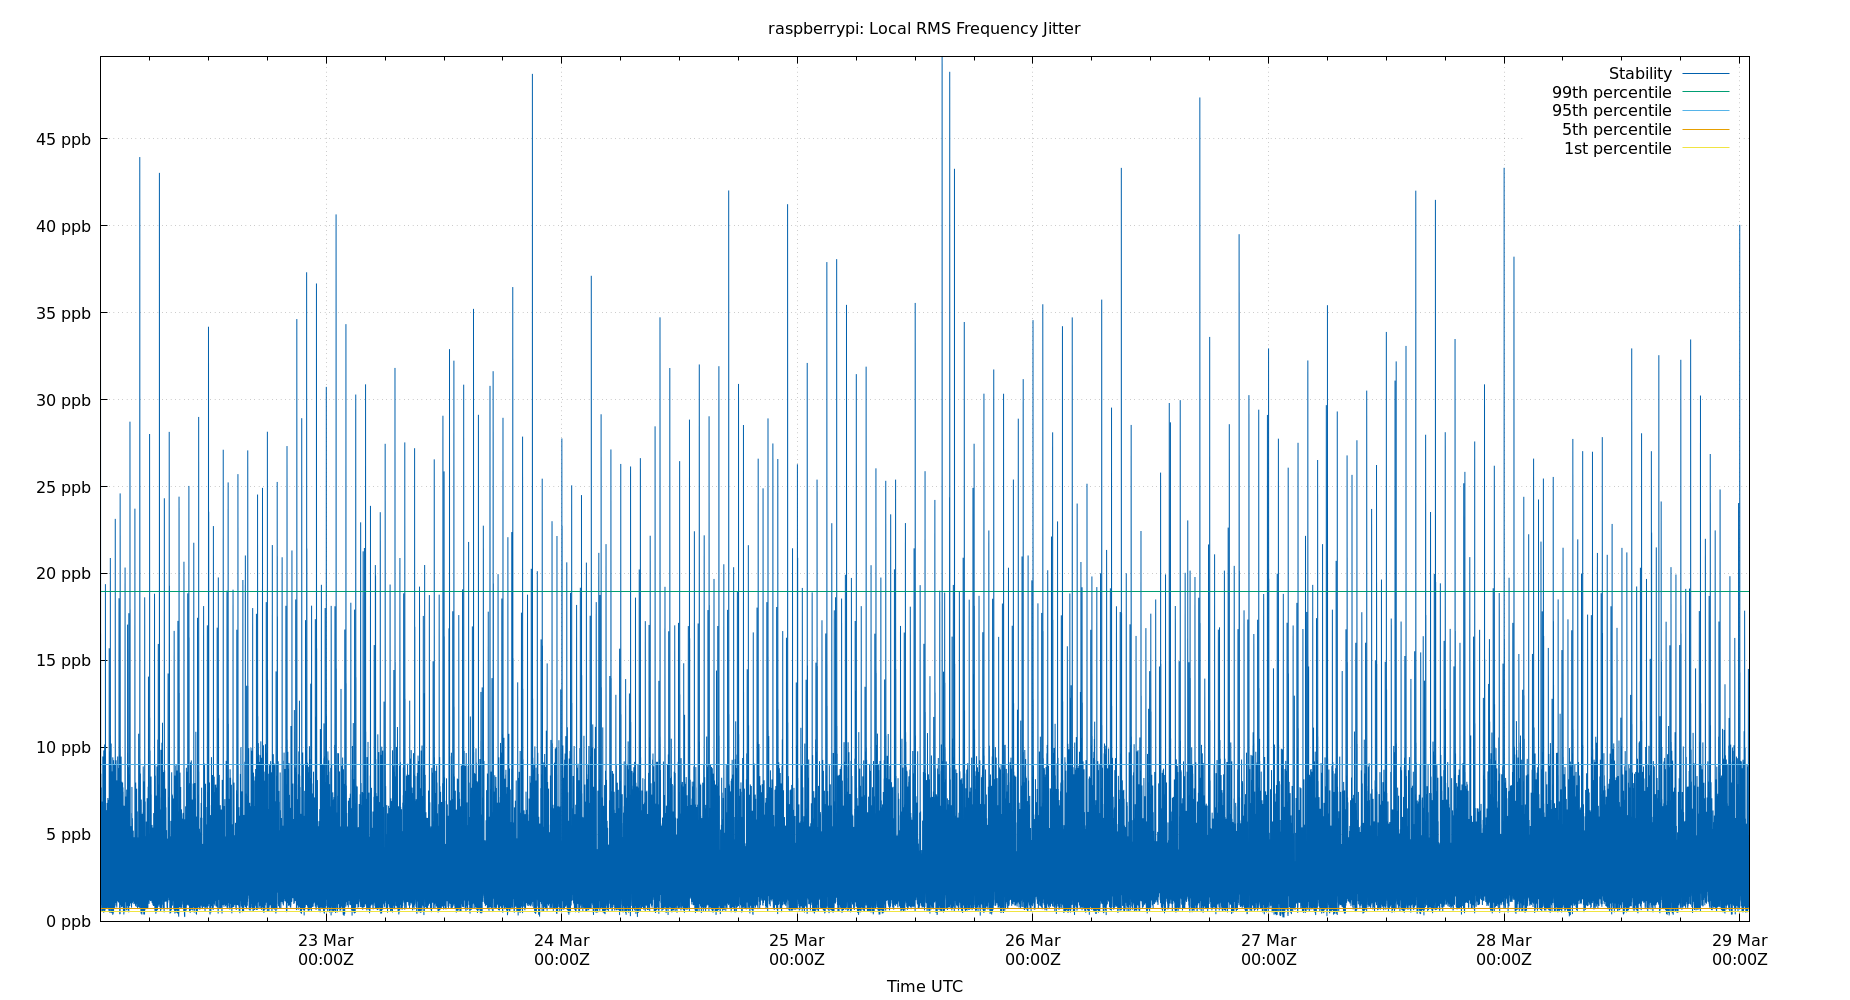 raspberrypi: Local RMS Frequency Jitter
Stability
99th percentile
95th percentile
5th percentile
1st percentile
45 ppb
40 ppb
35 ppb
30 ppb
25 ppb
20 ppb
15 ppb
10 ppb
5 ppb
0 ppb
23 Mar 24 Mar 25 Mar 26 Mar 27 Mar 28 Mar 29 Mar
00:00Z 00:00Z 00:00Z 00:00Z 00:00Z 00:00Z 00:00Z
Time UTC